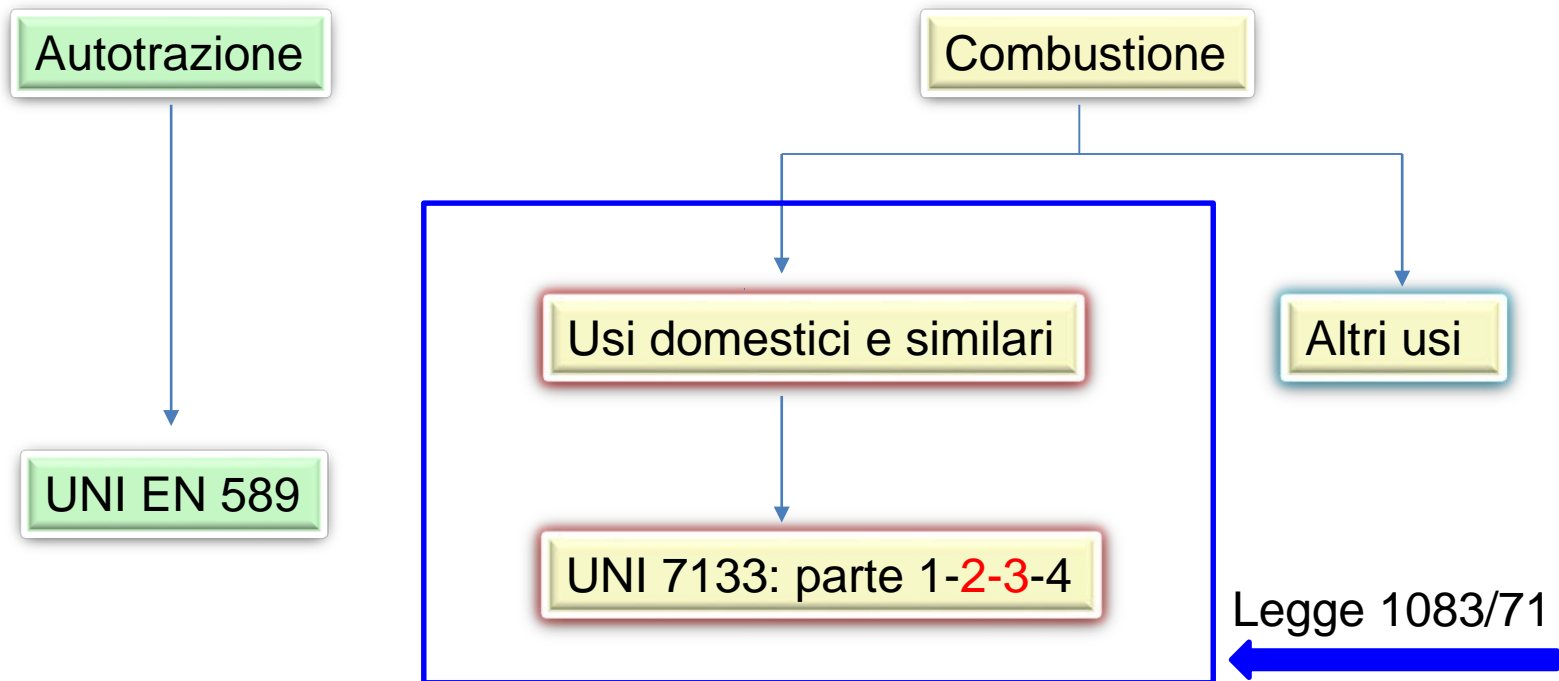 Autotrazione
Combustione
Usi domestici e similari
Altri usi
UNI EN 589
UNI 7133: parte 1-2-3-4
Legge 1083/71